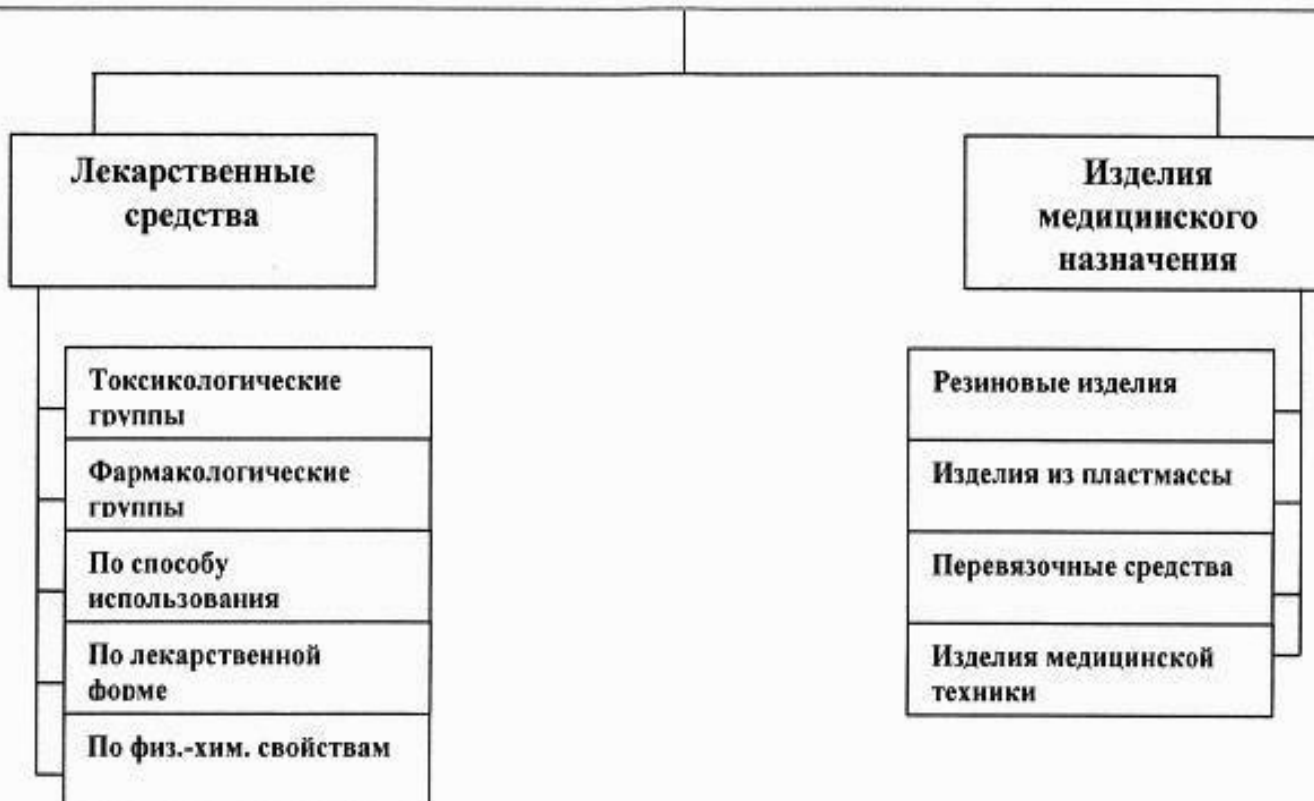 Лекарственные
средства
Изделия
медицинского
назначения
Токсикологические
группы
Фармакологические
группы
По способу
использования
По лекарственной
форме
По физ.-хим. свойствам
Резиновые изделия
Изделия из пластмассы
Перевязочные средства
Изделия медицинской
техники